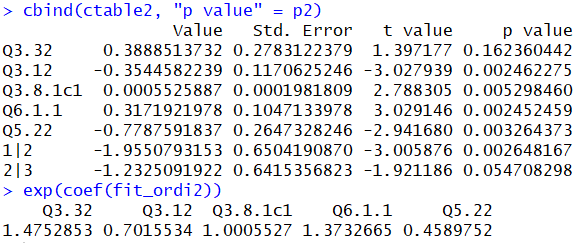 > cbind(ctable2, "p value" = p2)
Value Std. Error t value p value
Q3.32 0.3888513732 0.2783122379 1.397177 0.162360442
Q3.12 -0.3544582239 0.1170625246 -3.027939 0.002462275
Q3.8.1c1 0.0005525887 0.0001981809 2.788305 0.005298460
Q6.1.1 0.3171921978 0.1047133978 3.029146 0.002452459
Q5.22 -0.7787591837 0.2647328246 -2.941680 0.003264373
1|2 -1.9550793153 0.6504190870 -3.005876 0.002648167
2|3 -1.2325091922 0.6415356823 -1.921186 0.054708298
> exp(coef(fit_ordi2))
Q3.32 Q3.12 Q3.8.1c1 Q6.1.1 Q5.22
1.4752853 0.7015534 1.0005527 1.3732665 0.4589752